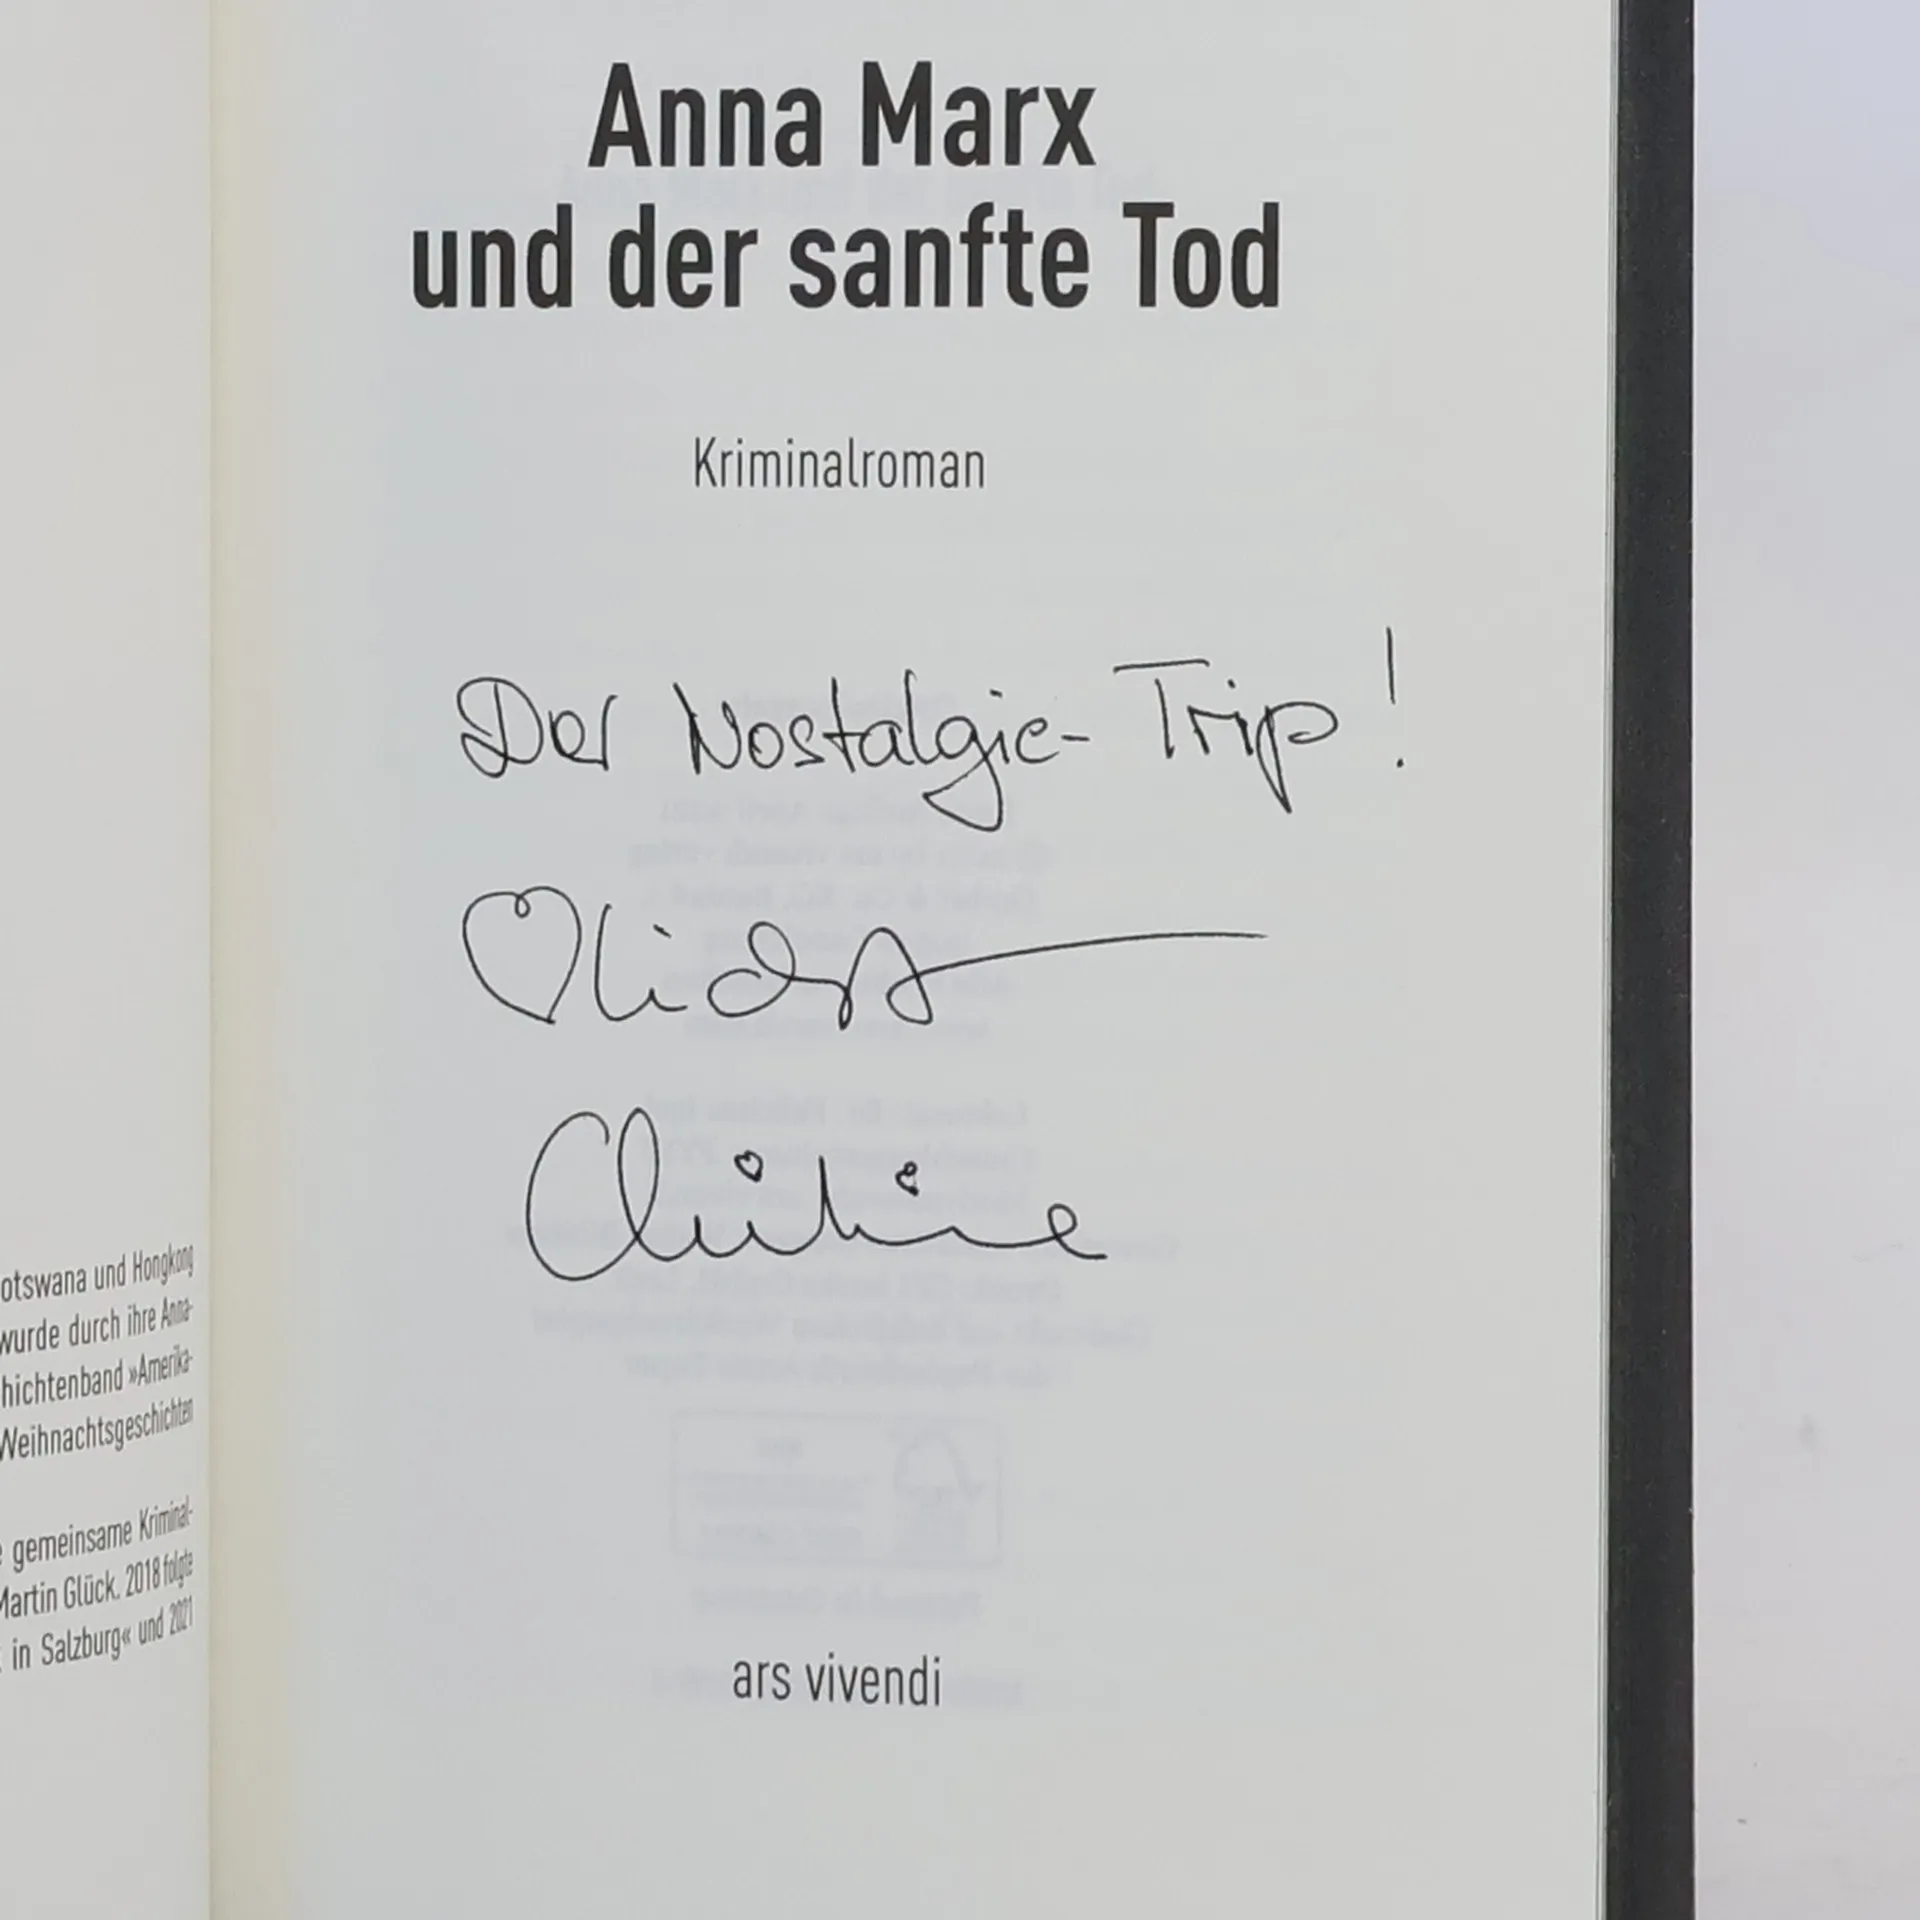 otswana und Hongkong
wurde durch ihre Anna-
hichtenband »Amerika-
Weihnachtsgeschichten
e gemeinsame Kriminal-
Martin Glück. 2018 folgte
in Salzburg« und 2021
Anna Marx
und der sanfte Tod
Kriminalroman
Der Nostalgie-Trip!
Christine
ars vivendi